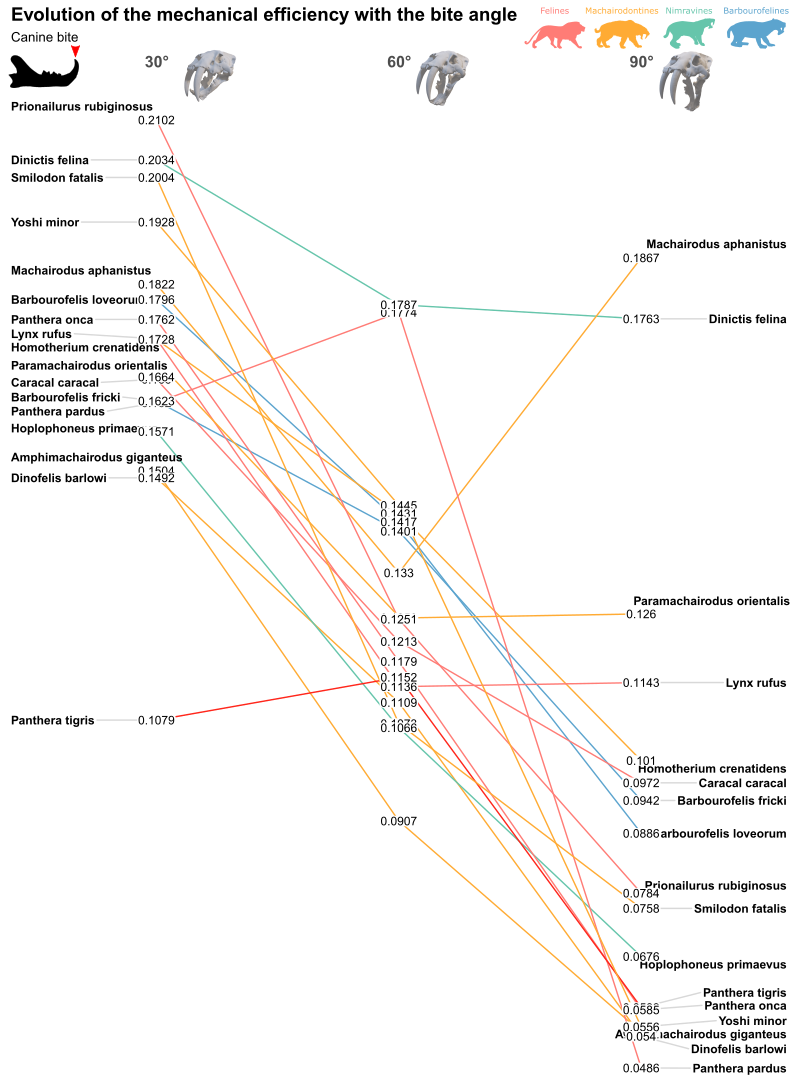 Evolution of the mechanical efficiency with the bite angle
Felines
Machairodontines
Nimravines
Barbourofelines
Canine bite
30°
60°
90°
Prionailurus rubiginosus
0.2102
Dinictis felina
0.2034
Smilodon fatalis
0.2004
Yoshi minor
0.1928
Machairodus aphanistus
0.1822
Barbourofelis
0.1796
Panthera onca
0.1762
Lynx rufus
0.1728
Homotherium crenatidens
Paramachairodus orientalis
0.1664
Caracal caracal
Barbourofelis fricki
0.1623
Panthera pardus
Hoplophoneus
0.1571
Amphimachairodus giganteus
0.1504
Dinofelis barlowi
0.1492
Panthera tigris
0.1079
0.1787
0.1774
0.1445
0.1431
0.1417
0.1401
0.133
0.1251
0.1213
0.1179
0.1152
0.1136
0.1109
0.1066
0.0907
Machairodus aphanistus
0.1867
0.1763
Dinictis felina
Paramachairodus orientalis
0.126
0.1143
Lynx rufus
0.101
Homotherium crenatidens
0.0972
Caracal caracal
0.0942
Barbourofelis fricki
0.0886
loveorum
Prionailurus rubiginosus
0.0784
0.0758
Smilodon fatalis
0.0676
Hoplophoneus primaevus
Panthera tigris
0.0585
Panthera onca
Yoshi minor
0.0556
giganteus
0.054
Dinofelis barlowi
0.0486
Panthera pardus